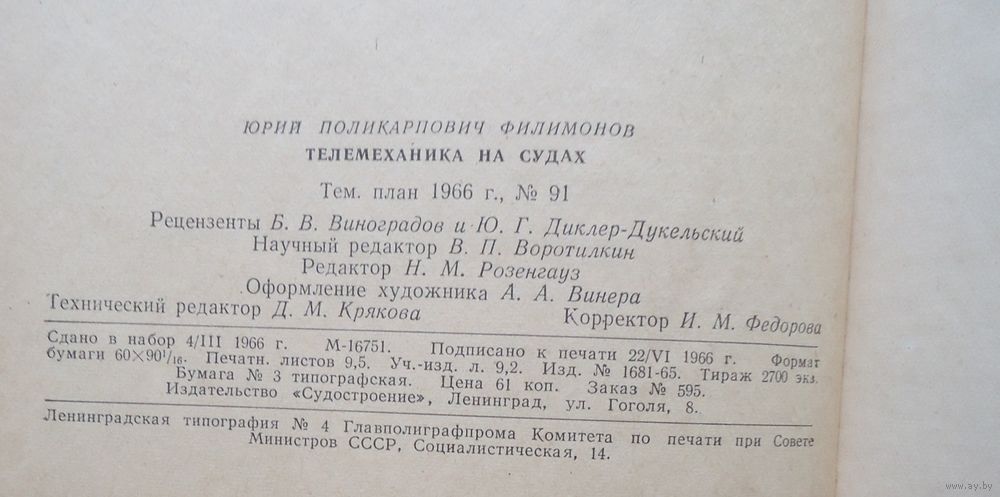 ЮРИЙ ПОЛИКАРПОВИЧ ФИЛИМОНОВ
ТЕЛЕМЕХАНИКА НА СУДАХ
Тем. план 1966 г., № 91
Рецензенты Б. В. Виноградов и Ю. Г. Диклер-Дукельский
Научный редактор В. П. Воротилкин
Редактор Н. М. Розенгауз
Оформление художника А. А. Винера
Технический редактор Д. М. Крякова Корректор И. М. Федорова
Сдано в набор 4/III 1966 г. М-16751. Подписано к печати 22/VI 1966 г. Формат
бумаги 60×90¹/₁₆. Печатн. листов 9,5. Уч.-изд. л. 9,2. Изд. № 1681-65. Тираж 2700 экз.
Бумага № 3 типографская. Цена 61 коп. Заказ № 595.
Издательство «Судостроение», Ленинград, ул. Гоголя, 8.
Ленинградская типография № 4 Главполиграфпрома Комитета по печати при Совете
Министров СССР, Социалистическая, 14.
www.ay.by